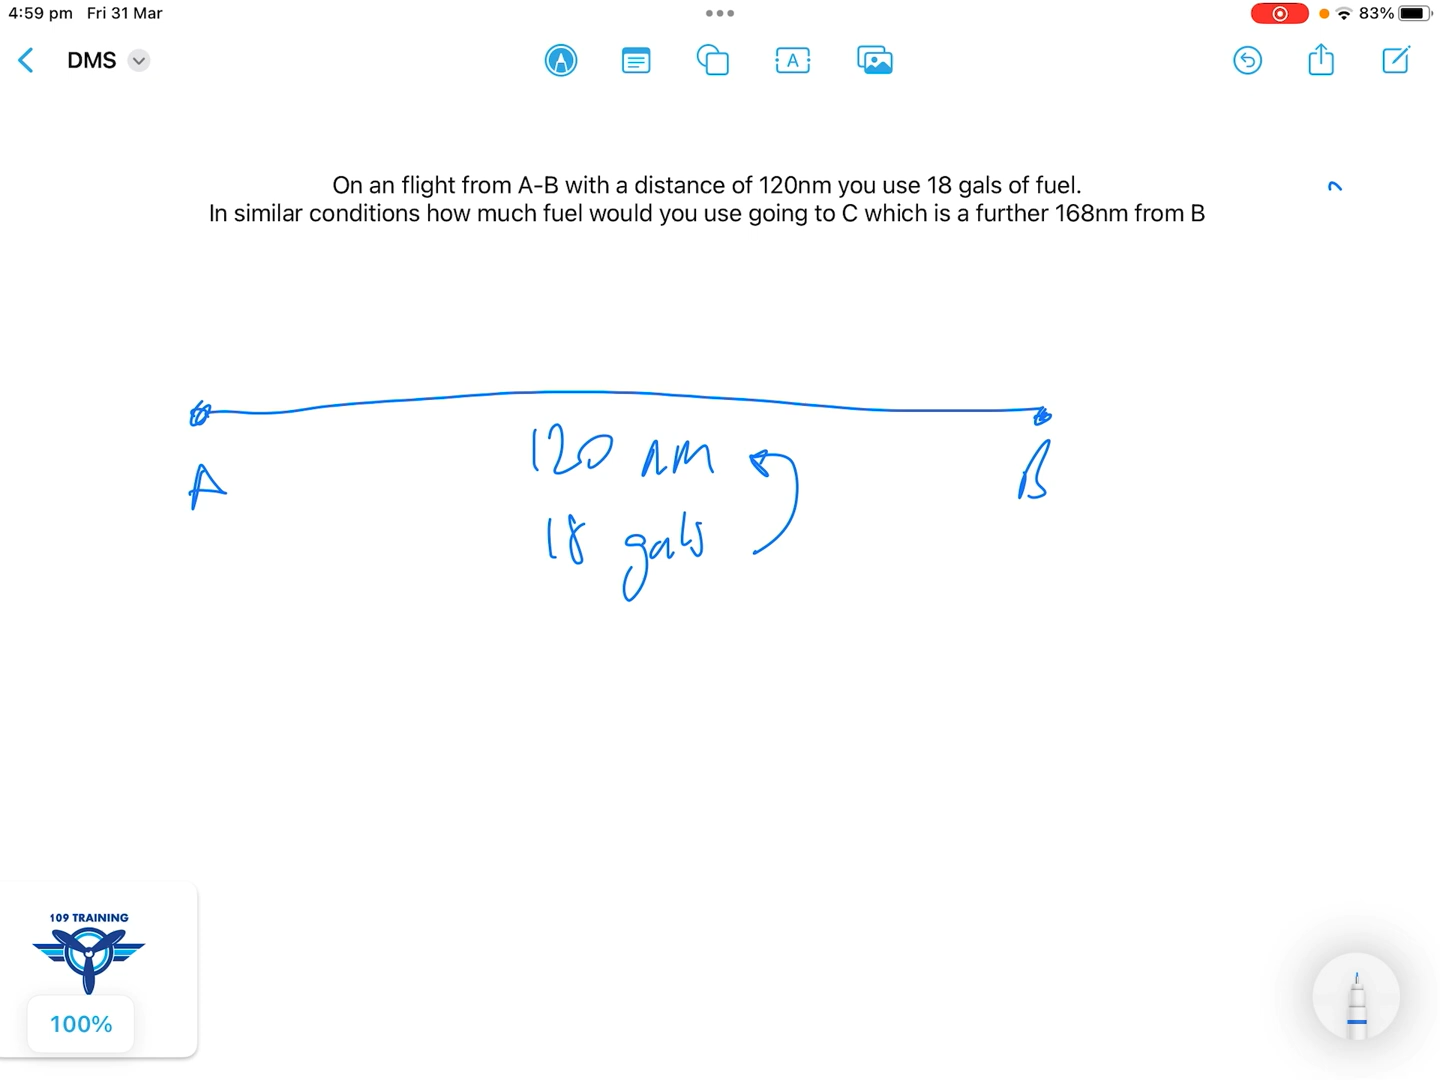 4:59 pm Fri 31 Mar
83%
DMS
A
On an flight from A-B with a distance of 120nm you use 18 gals of fuel.
In similar conditions how much fuel would you use going to C which is a further 168nm from B
120 NM
A
B
18 gals
109 TRAINING
100%